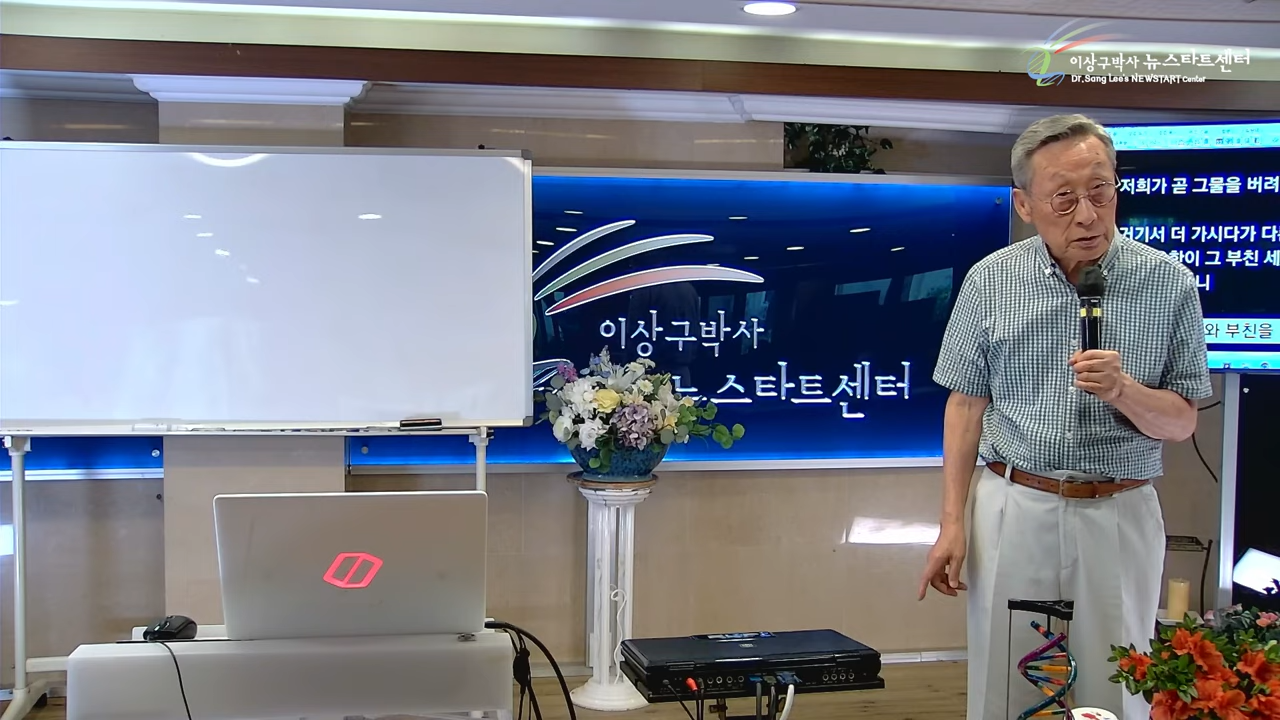 이상구박사 뉴스타트센터
Dr.Sang Lee's NEWSTART Center
저희가 곧 그물을 버려
거기서 더 가시다가 다
그 부친 세
니
와 부친을
이상구박사
뉴스타트센터